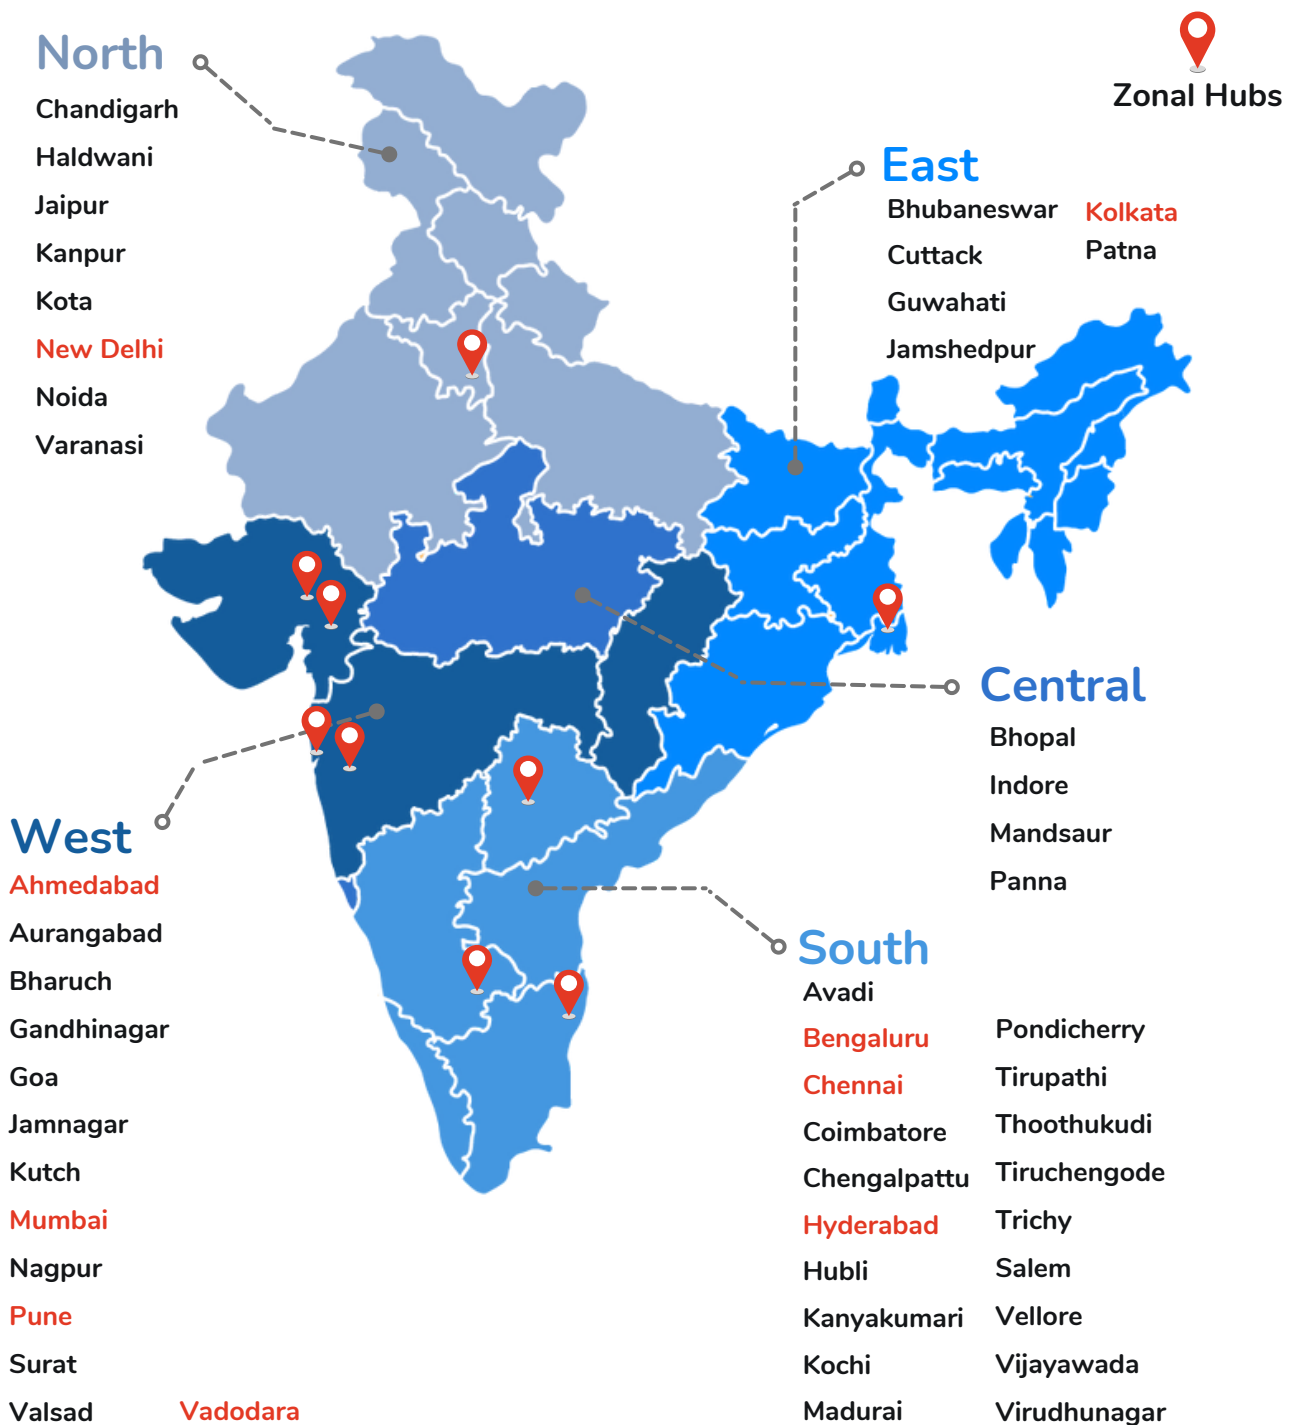 Zonal Hubs
North
Chandigarh
Haldwani
Jaipur
Kanpur
Kota
New Delhi
Noida
Varanasi
East
Bhubaneswar
Cuttack
Guwahati
Jamshedpur
Kolkata
Patna
Central
Bhopal
Indore
Mandsaur
Panna
West
Ahmedabad
Aurangabad
Bharuch
Gandhinagar
Goa
Jamnagar
Kutch
Mumbai
Nagpur
Pune
Surat
Valsad
Vadodara
South
Avadi
Bengaluru
Chennai
Coimbatore
Chengalpattu
Hyderabad
Hubli
Kanyakumari
Kochi
Madurai
Pondicherry
Tirupathi
Thoothukudi
Tiruchengode
Trichy
Salem
Vellore
Vijayawada
Virudhunagar